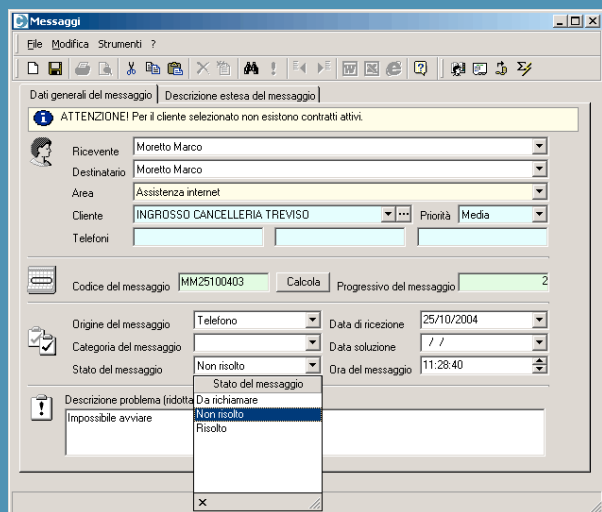 Messaggi
File Modifica Strumenti ?
Dati generali del messaggio Descrizione estesa del messaggio
ATTENZIONE! Per il cliente selezionato non esistono contratti attivi.
Ricevente Moretto Marco
Destinatario Moretto Marco
Area Assistenza internet
Cliente INGROSSO CANCELLERIA TREVISO Priorità Media
Telefoni
Codice del messaggio MM25100403 Calcola Progressivo del messaggio 2
Origine del messaggio Telefono Data di ricezione 25/10/2004
Categoria del messaggio Data soluzione / /
Stato del messaggio Non risolto Ora del messaggio 11:28:40
Stato del messaggio
Descrizione problema (ridotta Da richiamare
Impossibile avviare Non risolto
Risolto